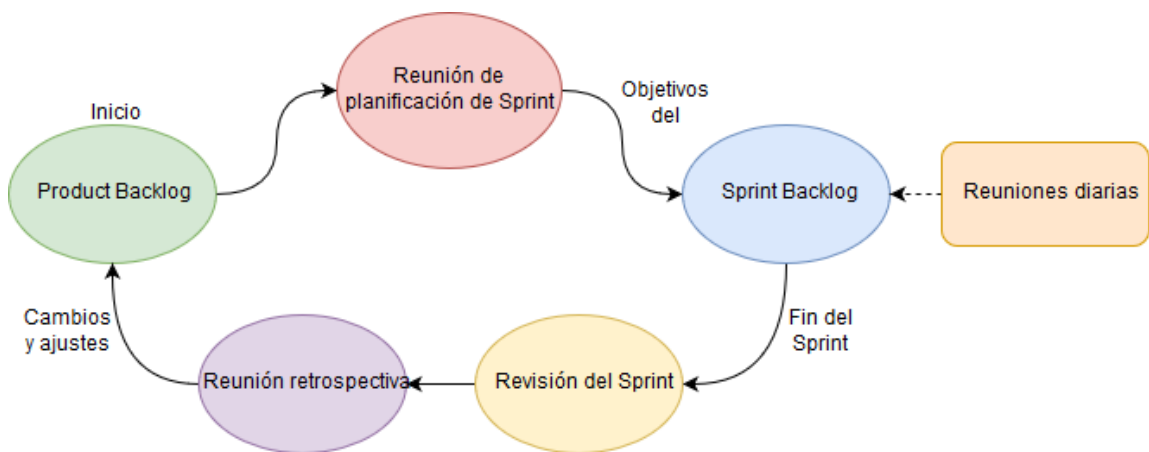 Reunión de
planificación de Sprint
Objetivos
del
Inicio
Product Backlog
Sprint Backlog
Reuniones diarias
Cambios
y ajustes
Fin del
Sprint
Reunión retrospectiva
Revisión del Sprint